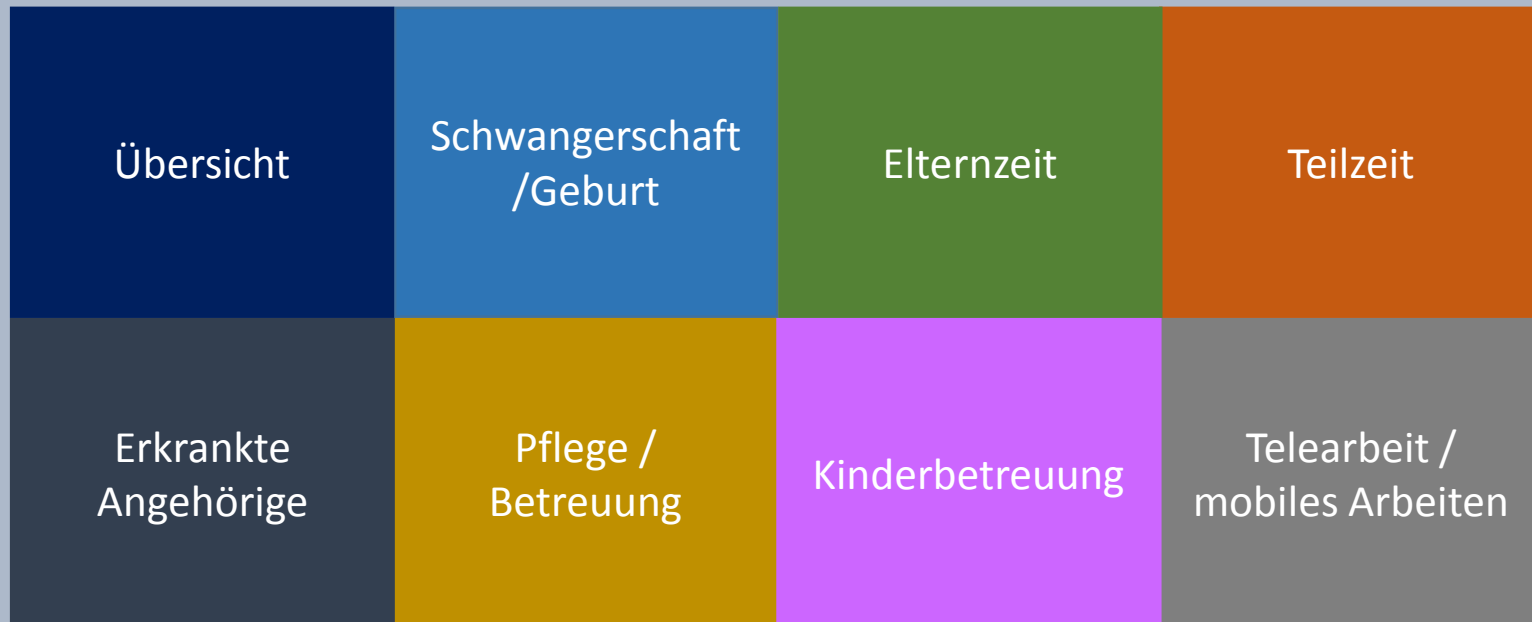 Übersicht
Schwangerschaft
/Geburt
Elternzeit
Teilzeit
Erkrankte
Angehörige
Pflege /
Betreuung
Kinderbetreuung
Telearbeit /
mobiles Arbeiten